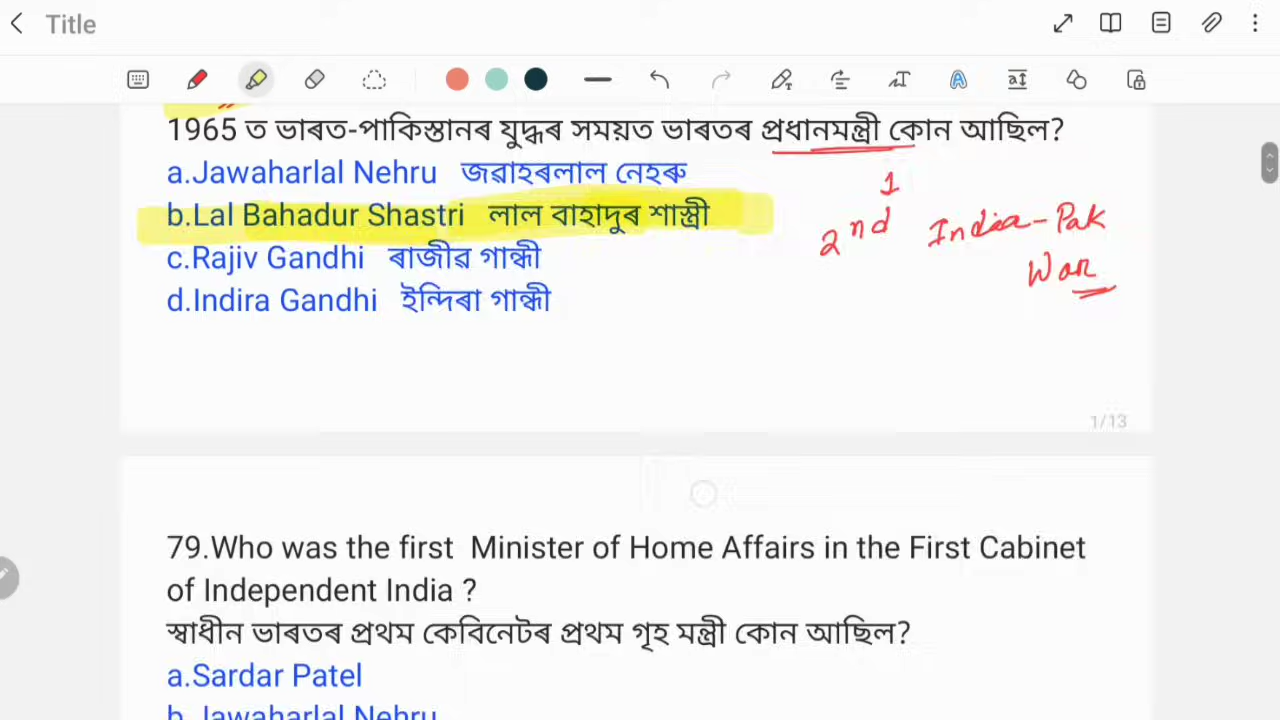 Title
1965 ত ভাৰত-পাকিস্তানৰ যুদ্ধৰ সময়ত ভাৰতৰ প্ৰধানমন্ত্ৰী কোন আছিল?
a.Jawaharlal Nehru জৱাহৰলাল নেহৰু
b.Lal Bahadur Shastri লাল বাহাদুৰ শাস্ত্ৰী
c.Rajiv Gandhi ৰাজীৱ গান্ধী
d.Indira Gandhi ইন্দিৰা গান্ধী
1
2nd India-Pak
War
1/13
79.Who was the first Minister of Home Affairs in the First Cabinet
of Independent India ?
স্বাধীন ভাৰতৰ প্ৰথম কেবিনেটৰ প্ৰথম গৃহ মন্ত্ৰী কোন আছিল?
a.Sardar Patel
b.Jawaharlal Nehru